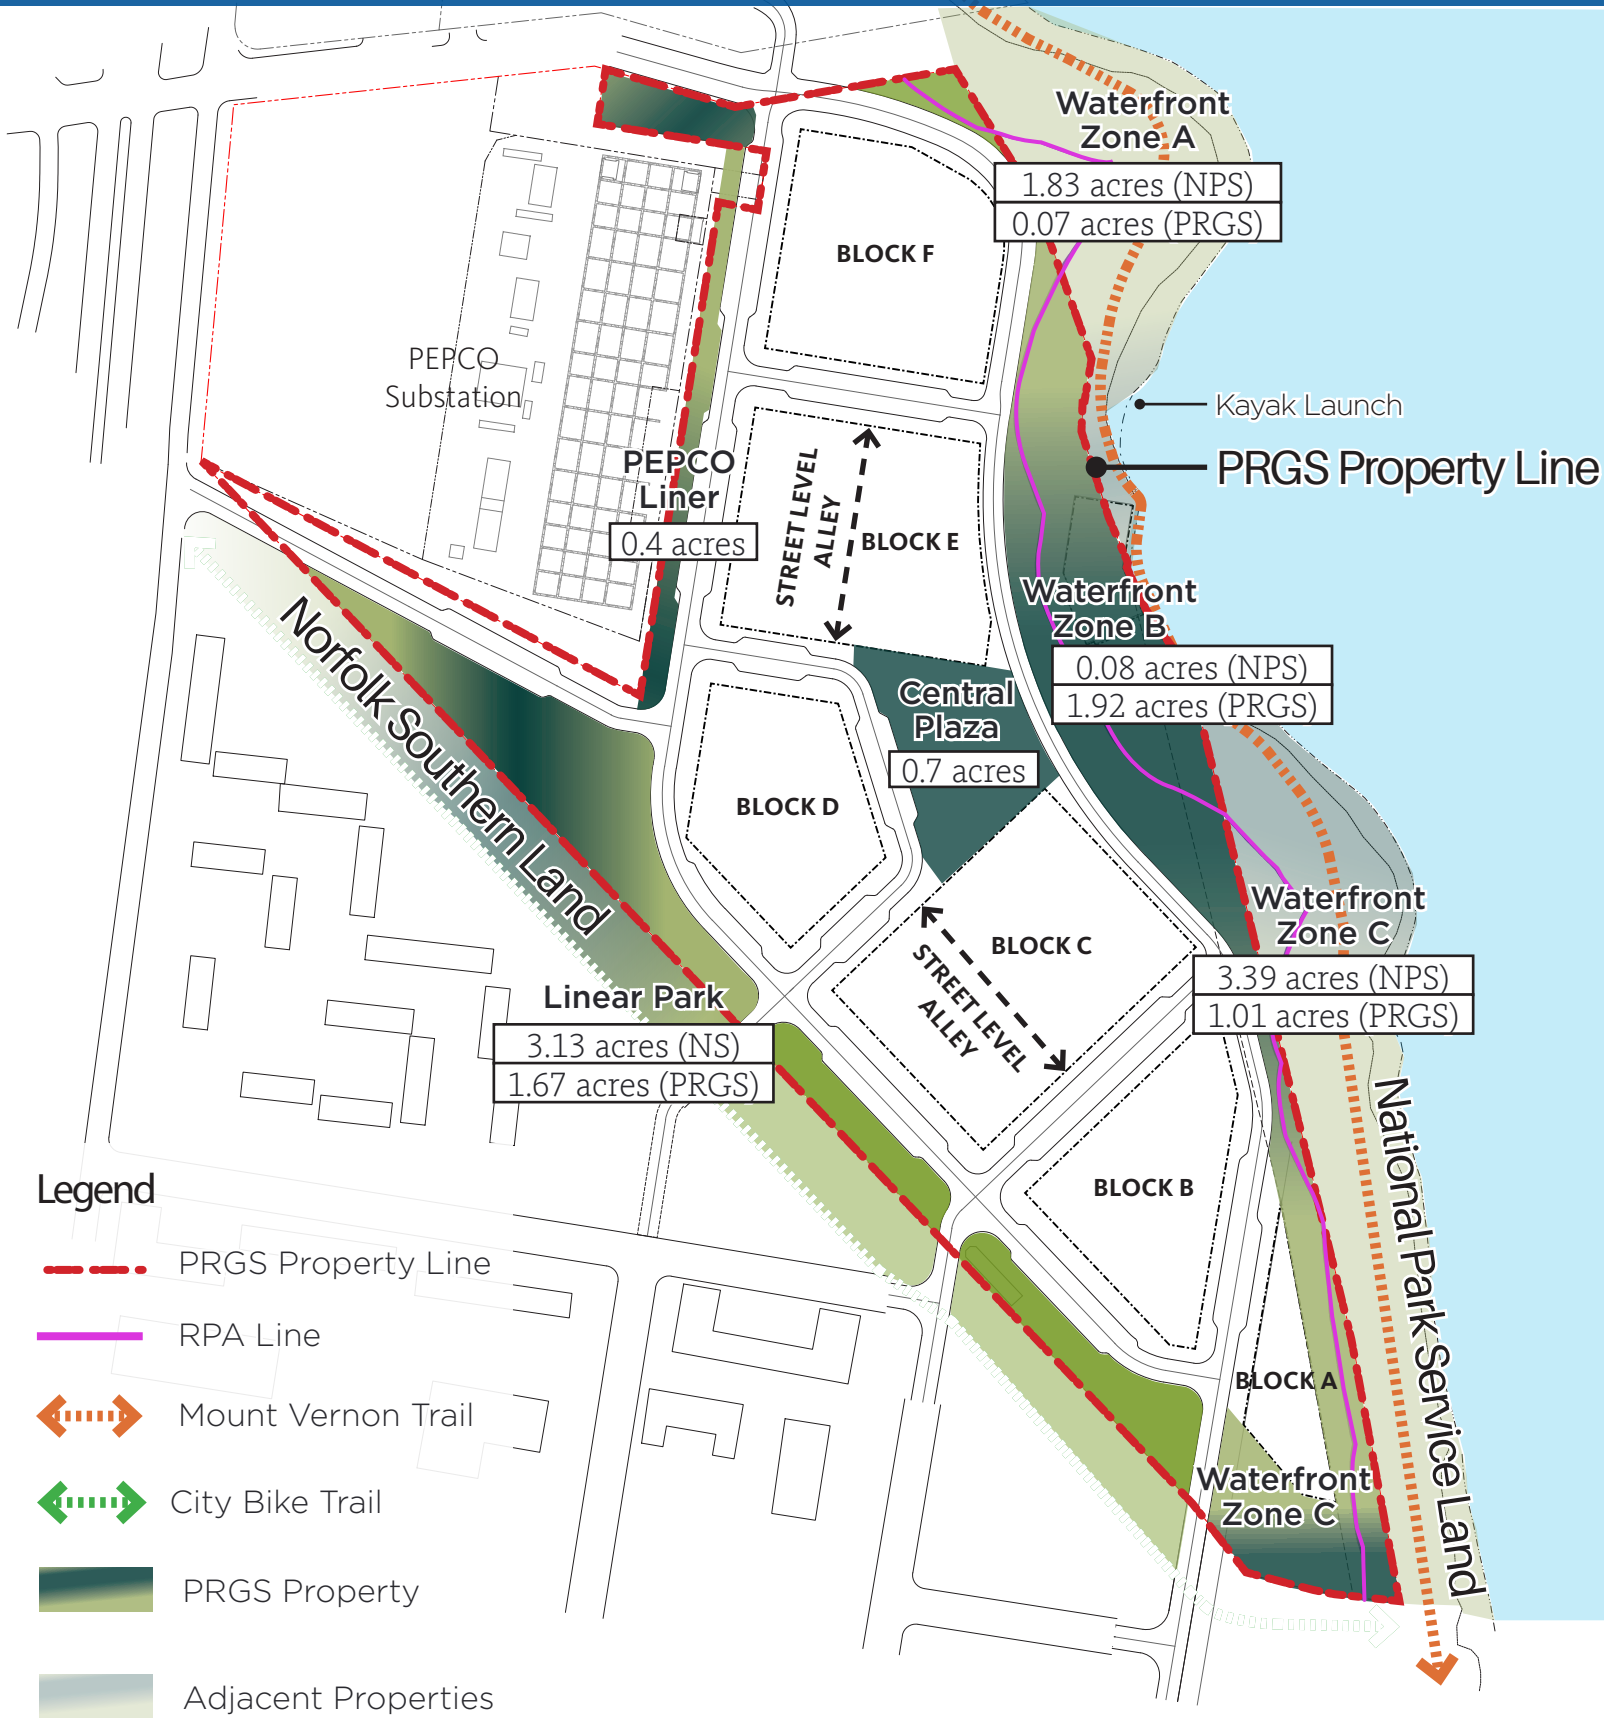 Waterfront
Zone A
1.83 acres (NPS)
0.07 acres (PRGS)
BLOCK F
PEPCO
Substation
Kayak Launch
PRGS Property Line
PEPCO
Liner
0.4 acres
STREET LEVEL
ALLEY
BLOCK E
Waterfront
Zone B
0.08 acres (NPS)
1.92 acres (PRGS)
Norfolk Southern Land
Central
Plaza
0.7 acres
BLOCK D
Waterfront
Zone C
3.39 acres (NPS)
1.01 acres (PRGS)
BLOCK C
STREET LEVEL
ALLEY
Linear Park
3.13 acres (NS)
1.67 acres (PRGS)
National Park Service Land
BLOCK B
BLOCK A
Waterfront
Zone C
Legend
PRGS Property Line
RPA Line
Mount Vernon Trail
City Bike Trail
PRGS Property
Adjacent Properties